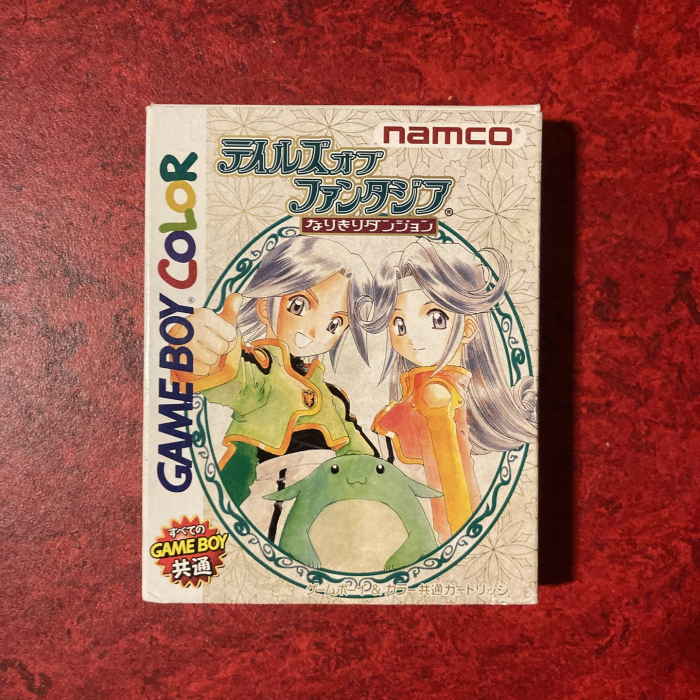 namco®
テイルズオブ
ファンタジア®
なりきりダンジョン
GAME BOY® COLOR
すべての
GAME BOY
共通
ゲームボーイ&カラー共通カートリッジ